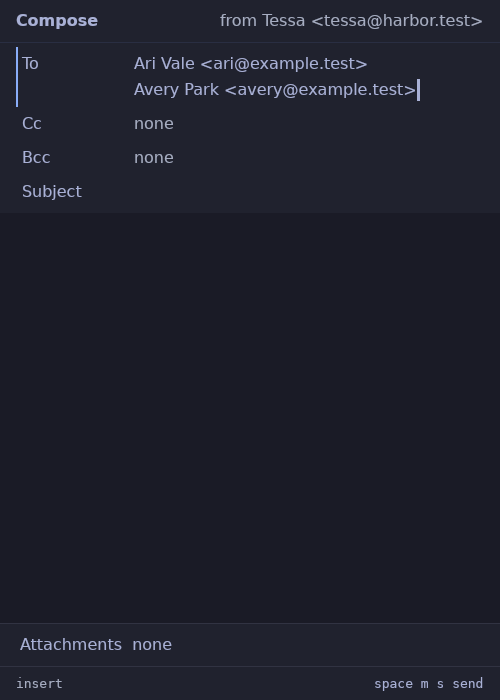 Compose from Tessa <tessa@harbor.test>
To Ari Vale <ari@example.test>
Avery Park <avery@example.test>
Cc none
Bcc none
Subject
Attachments none
insert space m s send